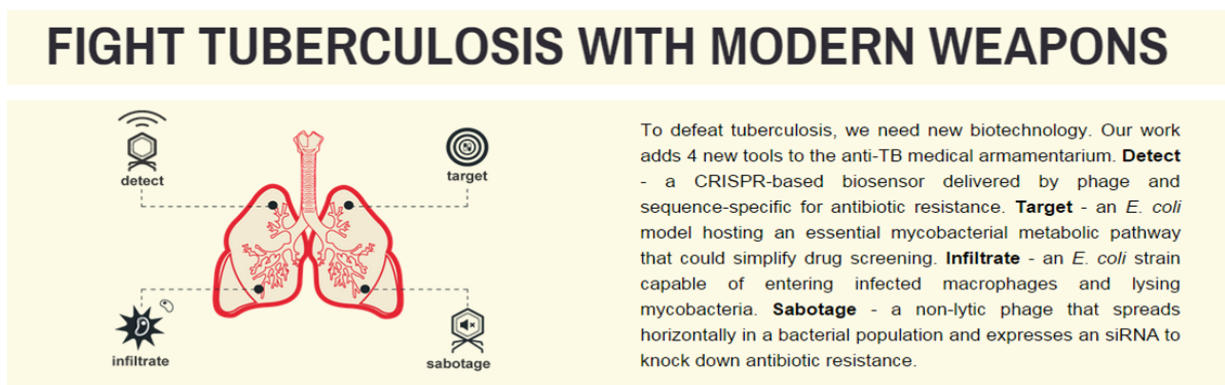 FIGHT TUBERCULOSIS WITH MODERN WEAPONS
detect
target
infiltrate
sabotage
To defeat tuberculosis, we need new biotechnology. Our work
adds 4 new tools to the anti-TB medical armamentarium. Detect
- a CRISPR-based biosensor delivered by phage and
sequence-specific for antibiotic resistance. Target - an E. coli
model hosting an essential mycobacterial metabolic pathway
that could simplify drug screening. Infiltrate - an E. coli strain
capable of entering infected macrophages and lysing
mycobacteria. Sabotage - a non-lytic phage that spreads
horizontally in a bacterial population and expresses an siRNA to
knock down antibiotic resistance.